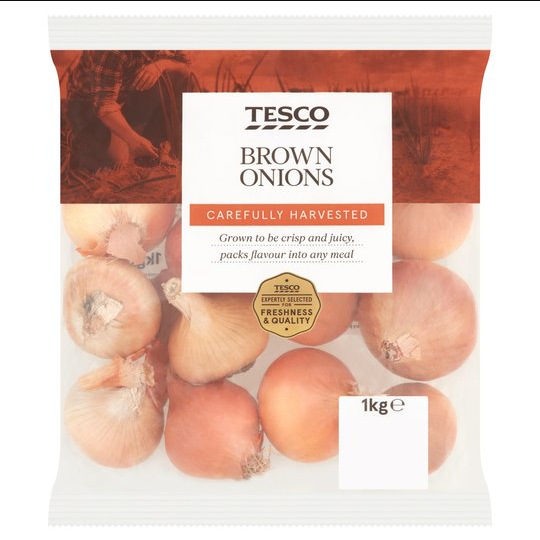 TESCO
BROWN
ONIONS
CAREFULLY HARVESTED
Grown to be crisp and juicy,
packs flavour into any meal
TESCO
EXPERTLY SELECTED
FOR
FRESHNESS
& QUALITY
1kg ℮